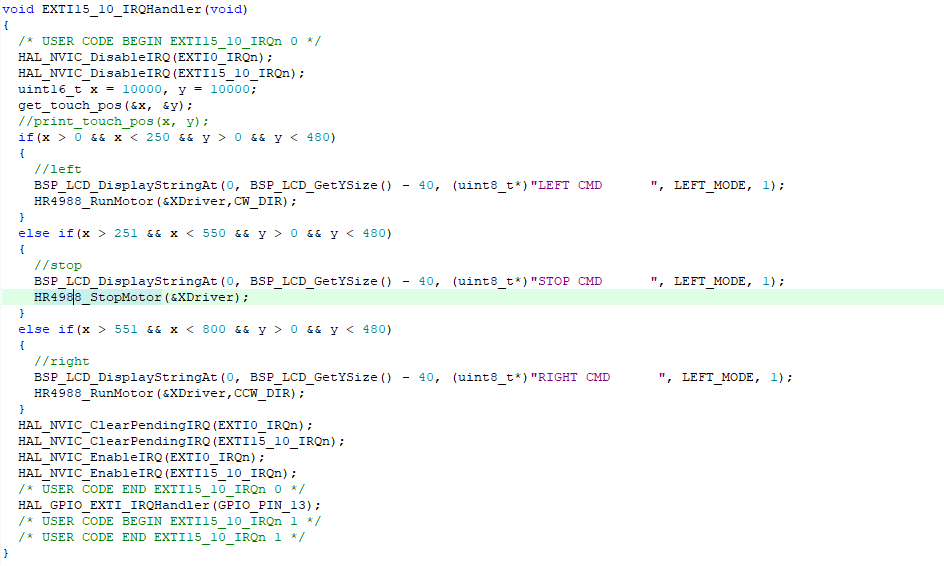 void EXTI15_10_IRQHandler(void)
{
  /* USER CODE BEGIN EXTI15_10_IRQn 0 */
  HAL_NVIC_DisableIRQ(EXTI0_IRQn);
  HAL_NVIC_DisableIRQ(EXTI15_10_IRQn);
  uint16_t x = 10000, y = 10000;
  get_touch_pos(&x, &y);
  //print_touch_pos(x, y);
  if(x > 0 && x < 250 && y > 0 && y < 480)
  {
    //left
    BSP_LCD_DisplayStringAt(0, BSP_LCD_GetYSize() - 40, (uint8_t*)"LEFT CMD      ", LEFT_MODE, 1);
    HR4988_RunMotor(&XDriver,CW_DIR);
  }
  else if(x > 251 && x < 550 && y > 0 && y < 480)
  {
    //stop
    BSP_LCD_DisplayStringAt(0, BSP_LCD_GetYSize() - 40, (uint8_t*)"STOP CMD      ", LEFT_MODE, 1);
    HR4988_StopMotor(&XDriver);
  }
  else if(x > 551 && x < 800 && y > 0 && y < 480)
  {
    //right
    BSP_LCD_DisplayStringAt(0, BSP_LCD_GetYSize() - 40, (uint8_t*)"RIGHT CMD      ", LEFT_MODE, 1);
    HR4988_RunMotor(&XDriver,CCW_DIR);
  }
  HAL_NVIC_ClearPendingIRQ(EXTI0_IRQn);
  HAL_NVIC_ClearPendingIRQ(EXTI15_10_IRQn);
  HAL_NVIC_EnableIRQ(EXTI0_IRQn);
  HAL_NVIC_EnableIRQ(EXTI15_10_IRQn);
  /* USER CODE END EXTI15_10_IRQn 0 */
  HAL_GPIO_EXTI_IRQHandler(GPIO_PIN_13);
  /* USER CODE BEGIN EXTI15_10_IRQn 1 */
  /* USER CODE END EXTI15_10_IRQn 1 */
}